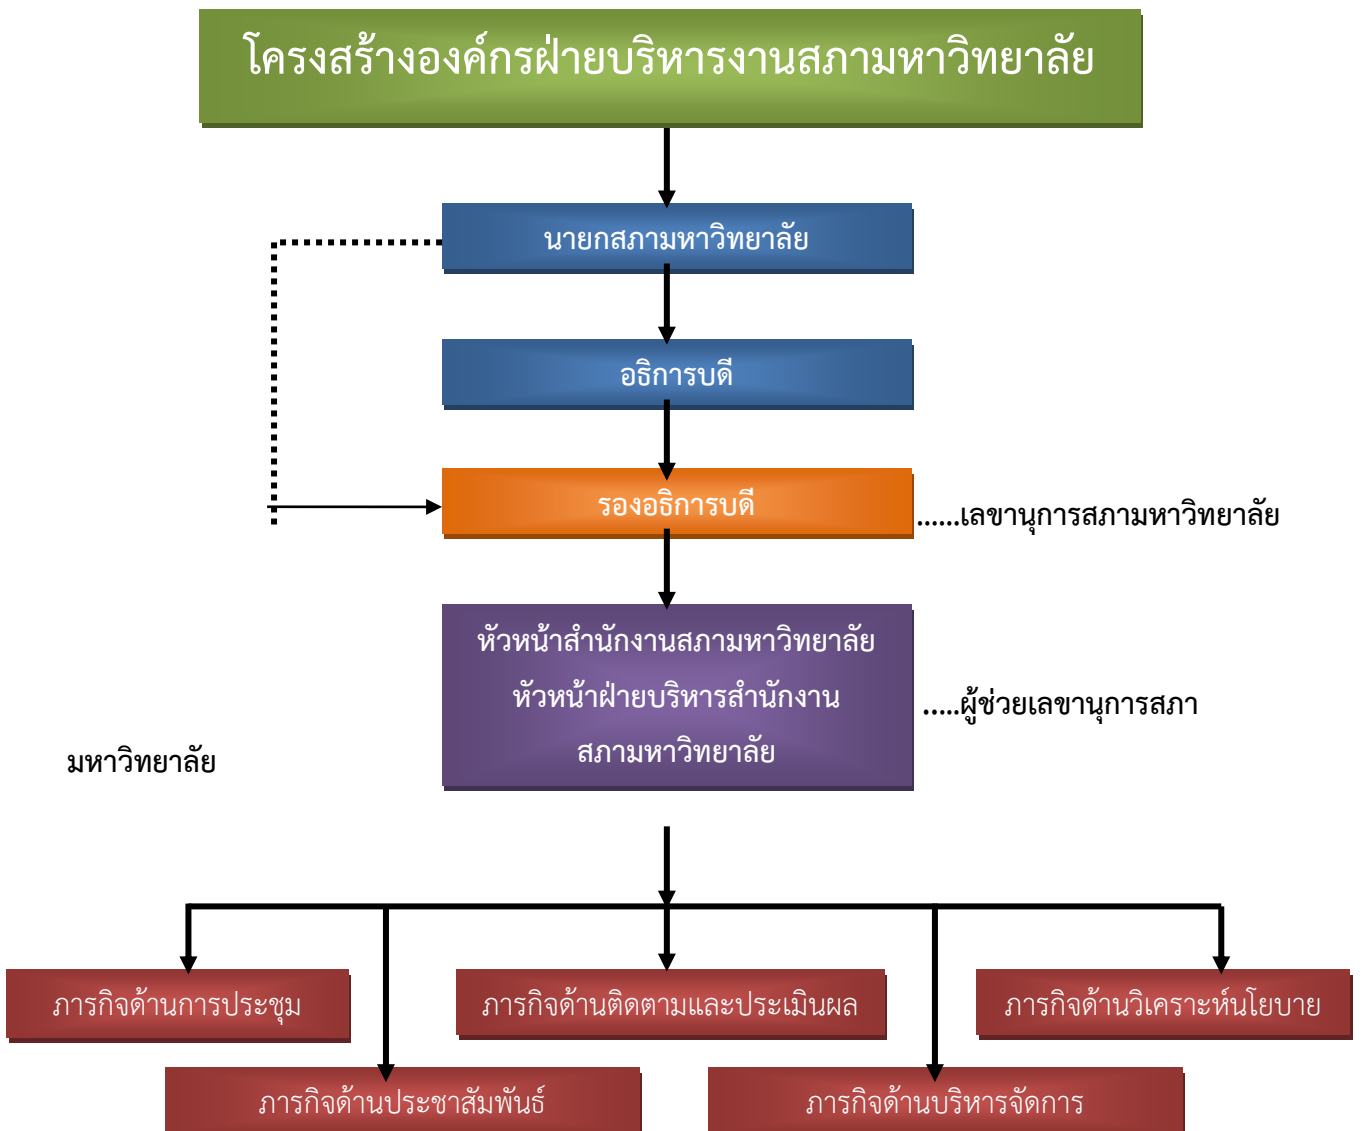 โครงสร้างองค์กรฝ่ายบริหารงานสภามหาวิทยาลัย
นายกสภามหาวิทยาลัย
อธิการบดี
รองอธิการบดี
......เลขานุการสภามหาวิทยาลัย
หัวหน้าสำนักงานสภามหาวิทยาลัย
หัวหน้าฝ่ายบริหารสำนักงาน
สภามหาวิทยาลัย
.....ผู้ช่วยเลขานุการสภา
มหาวิทยาลัย
ภารกิจด้านการประชุม
ภารกิจด้านติดตามและประเมินผล
ภารกิจด้านวิเคราะห์นโยบาย
ภารกิจด้านประชาสัมพันธ์
ภารกิจด้านบริหารจัดการ